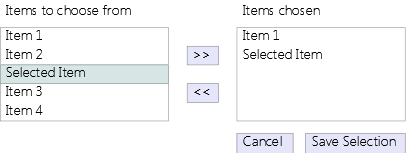 Items to choose from
Items chosen
Item 1
Item 2
Selected Item
Item 3
Item 4
>>
<<
Item 1
Selected Item
Cancel
Save Selection